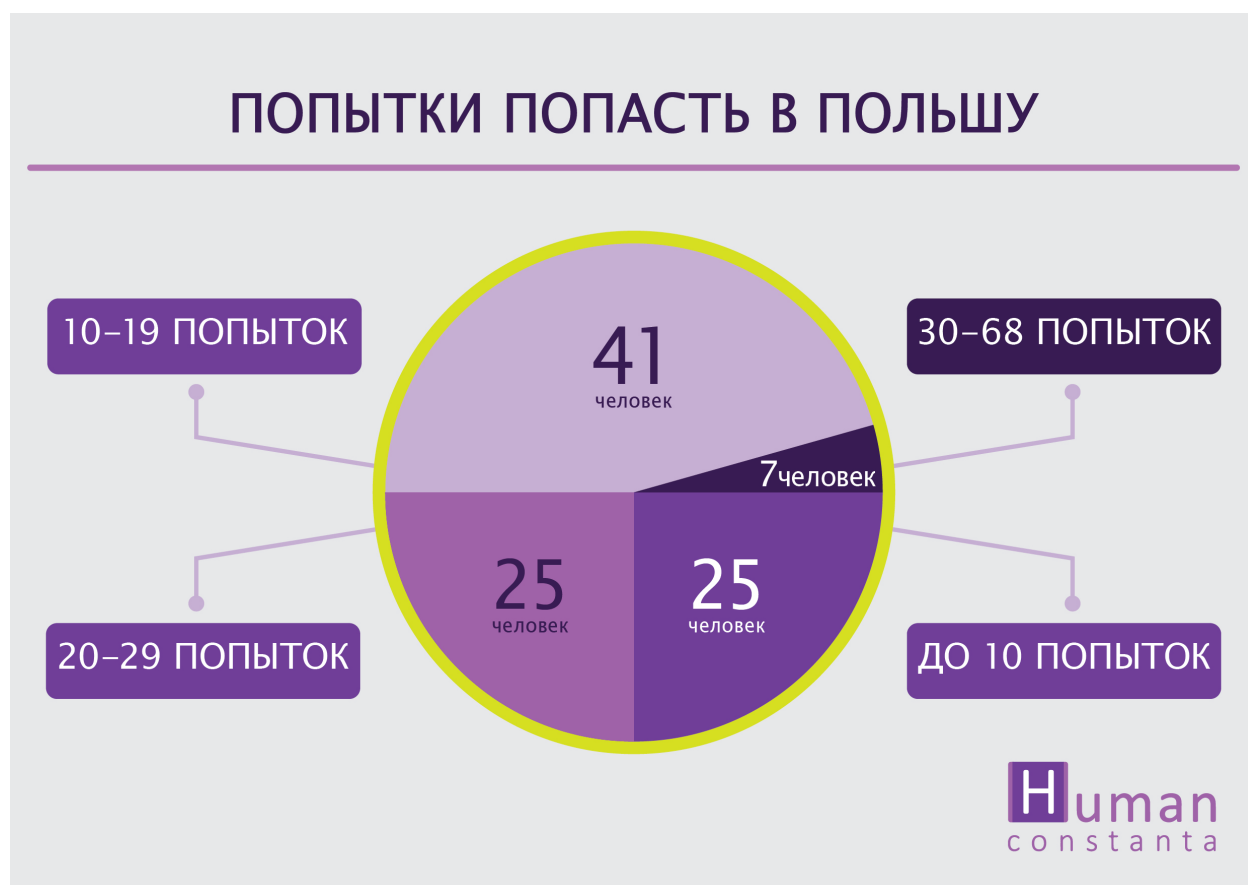 ПОПЫТКИ ПОПАСТЬ В ПОЛЬШУ
10–19 ПОПЫТОК
30–68 ПОПЫТОК
41
человек
7человек
25
человек
25
человек
20–29 ПОПЫТОК
ДО 10 ПОПЫТОК
Human
constanta